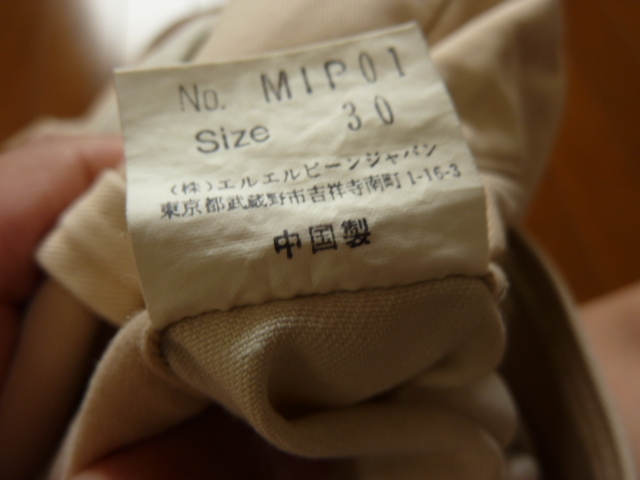 No. MIP01
Size 30
(株)エルエルビーンジャパン
東京都武蔵野市吉祥寺南町1-16-3
中国製